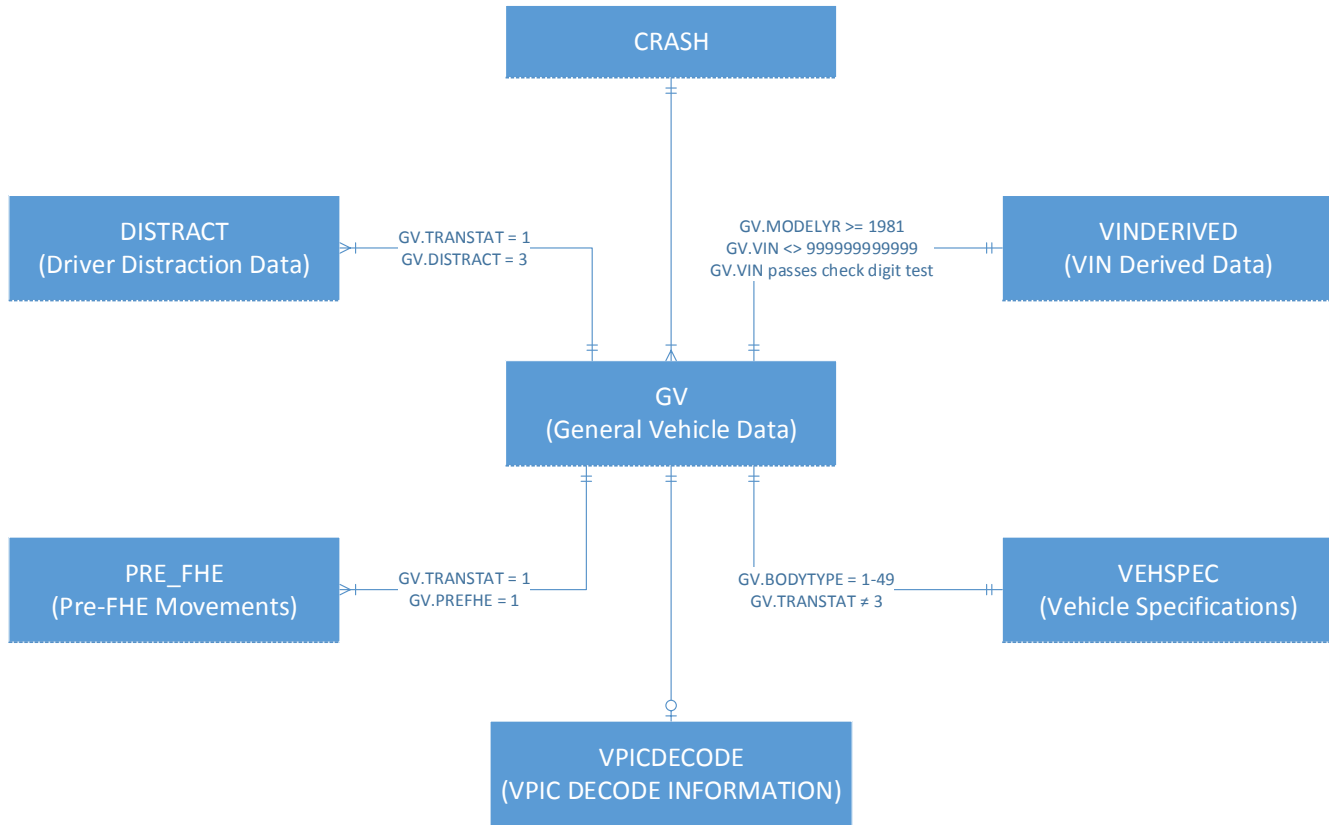 CRASH
DISTRACT
(Driver Distraction Data)
GV.TRANSTAT = 1
GV.DISTRACT = 3
GV.MODELYR >= 1981
GV.VIN <> 999999999999
GV.VIN passes check digit test
VINDERIVED
(VIN Derived Data)
GV
(General Vehicle Data)
PRE_FHE
(Pre-FHE Movements)
GV.TRANSTAT = 1
GV.PREFHE = 1
GV.BODYTYPE = 1-49
GV.TRANSTAT ≠ 3
VEHSPEC
(Vehicle Specifications)
VPICDECODE
(VPIC DECODE INFORMATION)